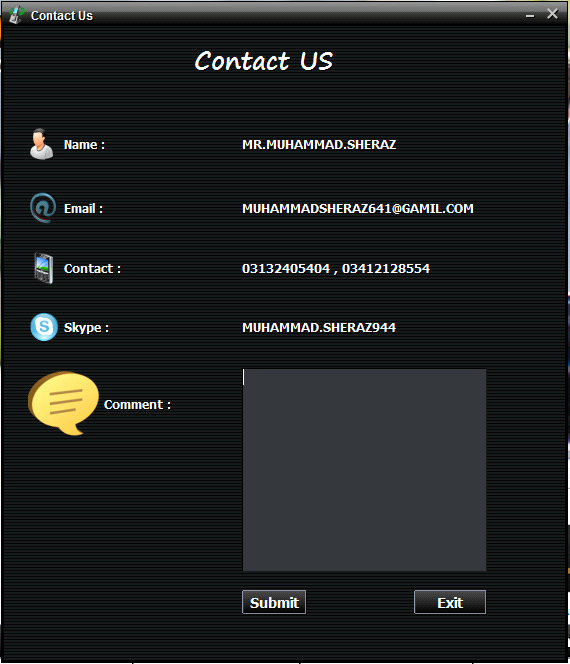 Contact Us
Contact US
Name : MR.MUHAMMAD.SHERAZ
Email : MUHAMMADSHERAZ641@GAMIL.COM
Contact : 03132405404 , 03412128554
Skype : MUHAMMAD.SHERAZ944
Comment :
Submit Exit